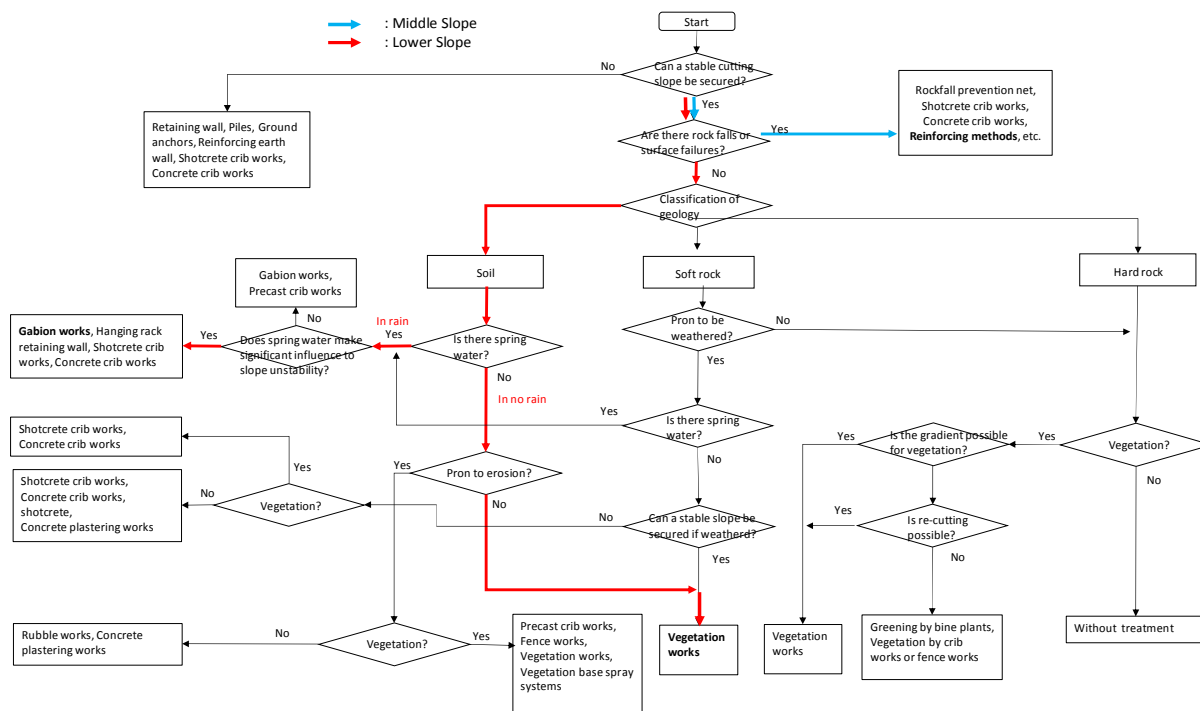 : Middle Slope
: Lower Slope
Start
Can a stable cutting
slope be secured?
No
Yes
Retaining wall, Piles, Ground
anchors, Reinforcing earth
wall, Shotcrete crib works,
Concrete crib works
Are there rock falls or
surface failures?
Yes
No
Rockfall prevention net,
Shotcrete crib works,
Concrete crib works,
Reinforcing methods, etc.
Classification of
geology
Soil
Soft rock
Hard rock
Gabion works,
Precast crib works
No
In rain
Yes
Yes
Gabion works, Hanging rack
retaining wall, Shotcrete crib
works, Concrete crib works
Does spring water make
significant influence to
slope unstability?
Is there spring
water?
No
In no rain
Pron to be
weathered?
No
Yes
Is there spring
water?
Yes
No
Shotcrete crib works,
Concrete crib works
Yes
Shotcrete crib works,
Concrete crib works,
shotcrete,
Concrete plastering works
No
Vegetation?
Yes
Pron to erosion?
No
No
Can a stable slope be
secured if weatherd?
Yes
Yes
Is the gradient possible
for vegetation?
Yes
Vegetation?
No
Yes
Is re-cutting
possible?
No
Rubble works, Concrete
plastering works
No
Vegetation?
Yes
Precast crib works,
Fence works,
Vegetation works,
Vegetation base spray
systems
Vegetation
works
Vegetation
works
Greening by bine plants,
Vegetation by crib
works or fence works
Without treatment